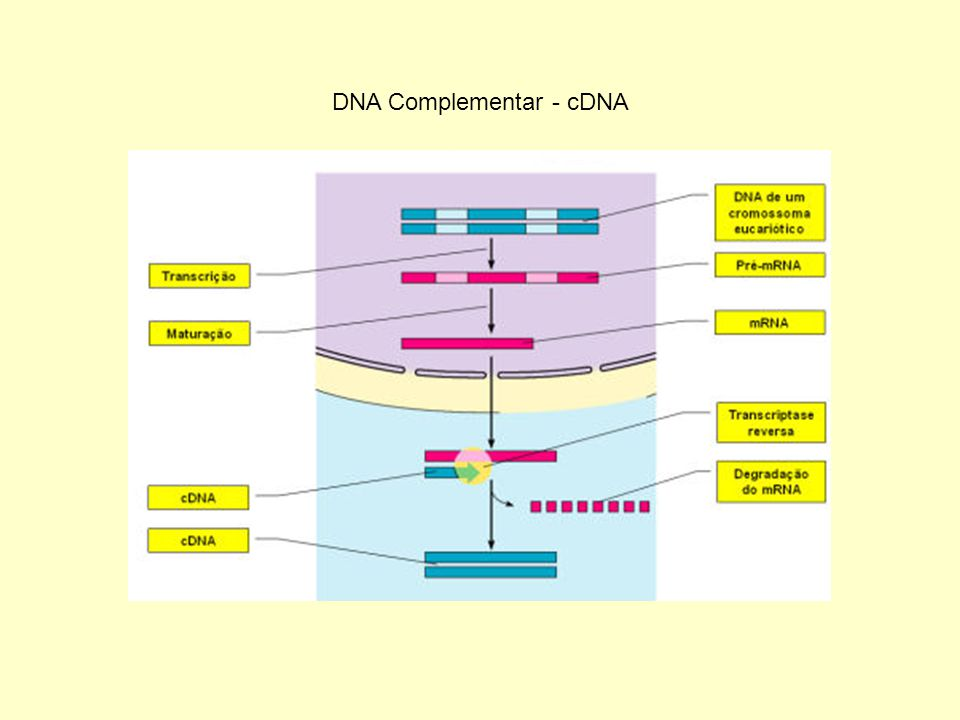 DNA Complementar - cDNA
DNA de um
cromossoma
eucariótico
Transcrição
Pré-mRNA
Maturação
mRNA
Transcriptase
reversa
Degradação
do mRNA
cDNA
cDNA